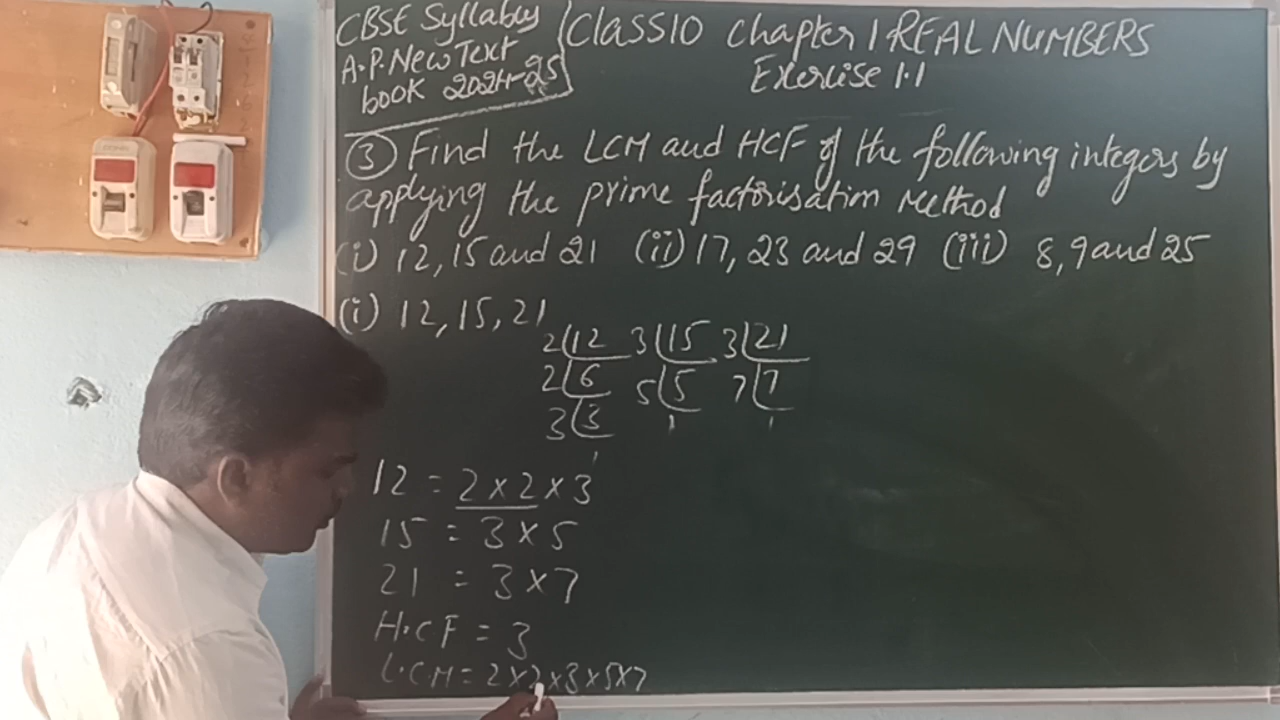 CBSE Syllabus
A.P. New Text
book 2024-25
Class10 Chapter 1 REAL NUMBERS
Exercise 1.1
③ Find the LCM and HCF of the following integers by
applying the prime factorisation Method
(i) 12, 15 and 21 (ii) 17, 23 and 29 (iii) 8, 9 and 25
(i) 12, 15, 21
2 12 3 15 3 21
2 6 5 5 7 7
3 3 1 1
1
12 = 2 × 2 × 3
15 = 3 × 5
21 = 3 × 7
H.C.F = 3
L.C.M = 2×2×3×5×7